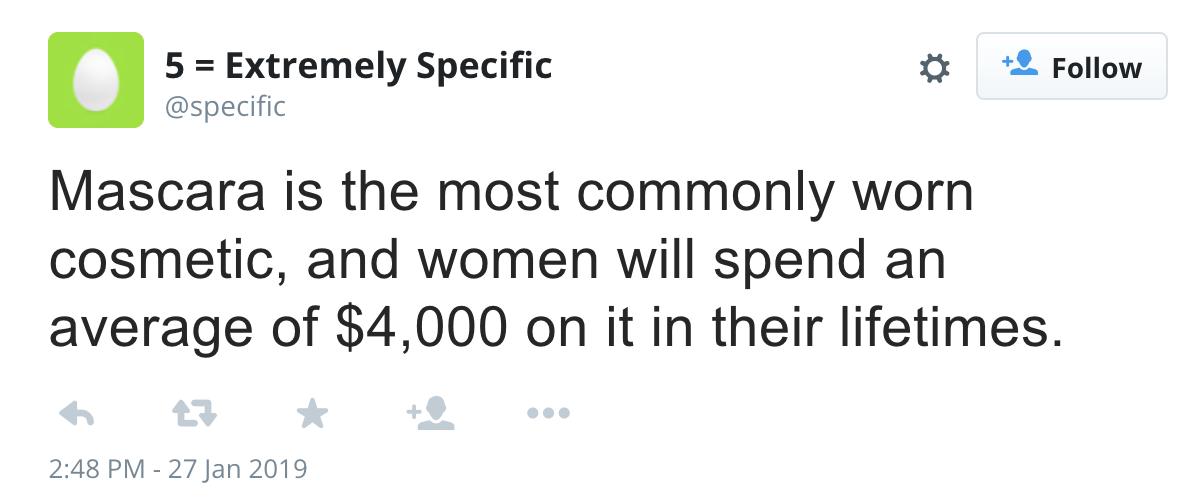 5 = Extremely Specific
@specific
Follow
Mascara is the most commonly worn
cosmetic, and women will spend an
average of $4,000 on it in their lifetimes.
2:48 PM - 27 Jan 2019